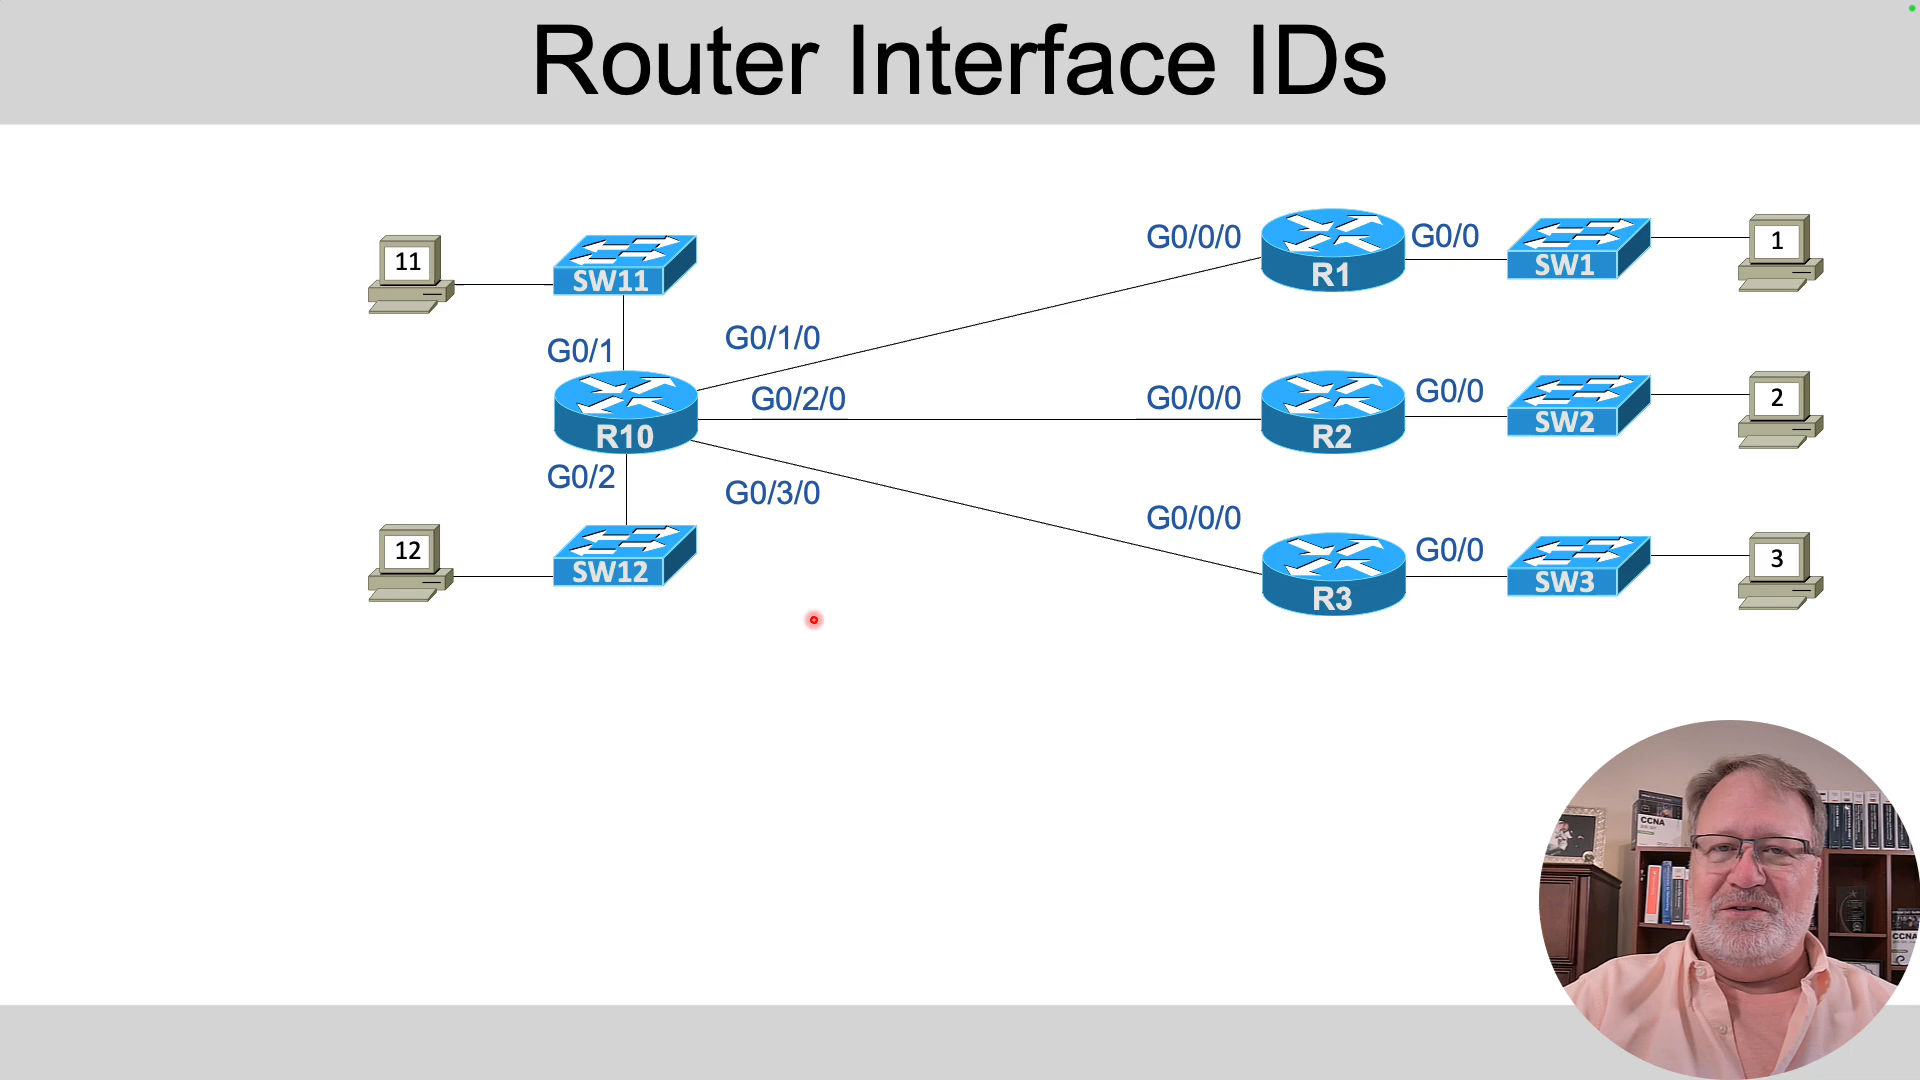 Router Interface IDs
11
SW11
G0/1
G0/1/0
R10
G0/2/0
G0/2
G0/3/0
12
SW12
G0/0/0
R1
G0/0
SW1
1
G0/0/0
R2
G0/0
SW2
2
G0/0/0
R3
G0/0
SW3
3
CCNA
CCNA